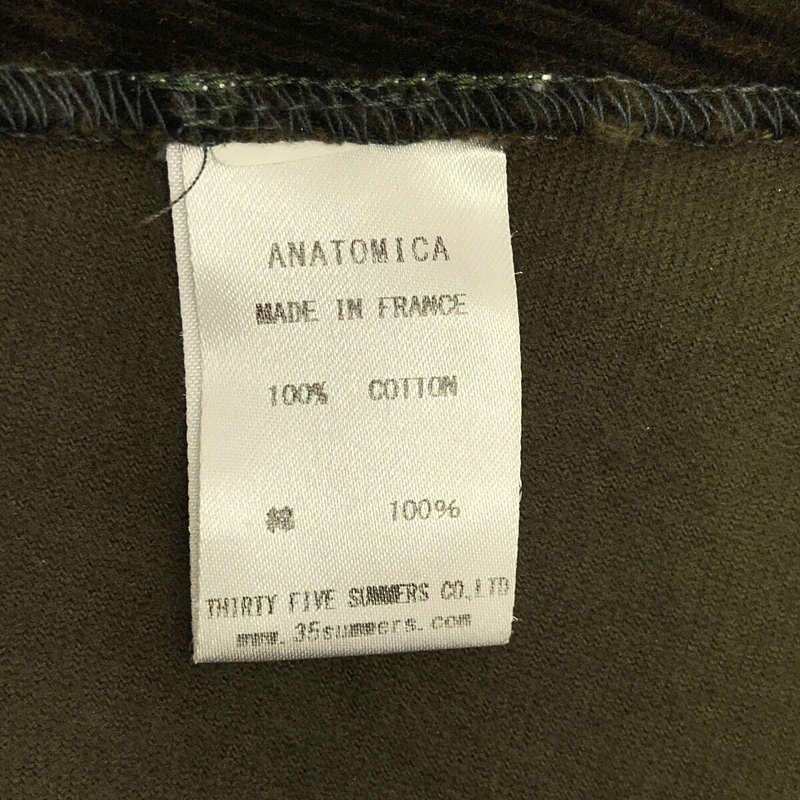 ANATOMICA
MADE IN FRANCE
100% COTTON
綿 100%
THIRTY FIVE SUMMERS CO.,LTD
www.35summers.com